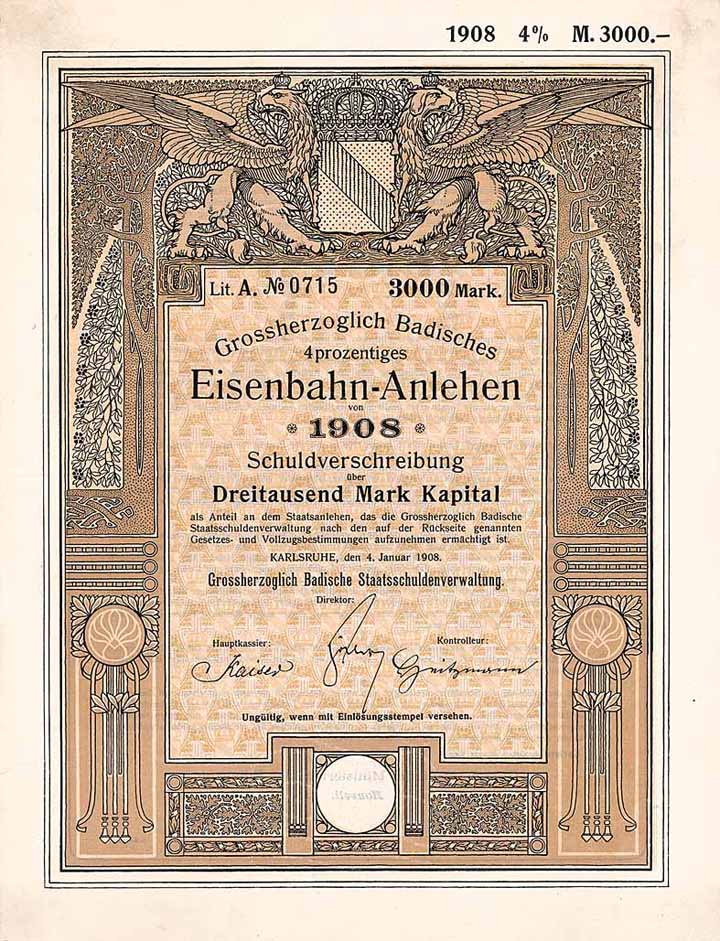 1908 4% M. 3000.–
Lit. A. № 0715 3000 Mark.
Grossherzoglich Badisches
4prozentiges
Eisenbahn-Anlehen
von
1908
Schuldverschreibung
über
Dreitausend Mark Kapital
als Anteil an dem Staatsanlehen, das die Grossherzoglich Badische
Staatsschuldenverwaltung nach den auf der Rückseite genannten
Gesetzes- und Vollzugsbestimmungen aufzunehmen ermächtigt ist.
KARLSRUHE, den 4. Januar 1908.
Grossherzoglich Badische Staatsschuldenverwaltung.
Direktor:
Hauptkassier: Kontrolleur:
Kaiser
Ungültig, wenn mit Einlösungsstempel versehen.